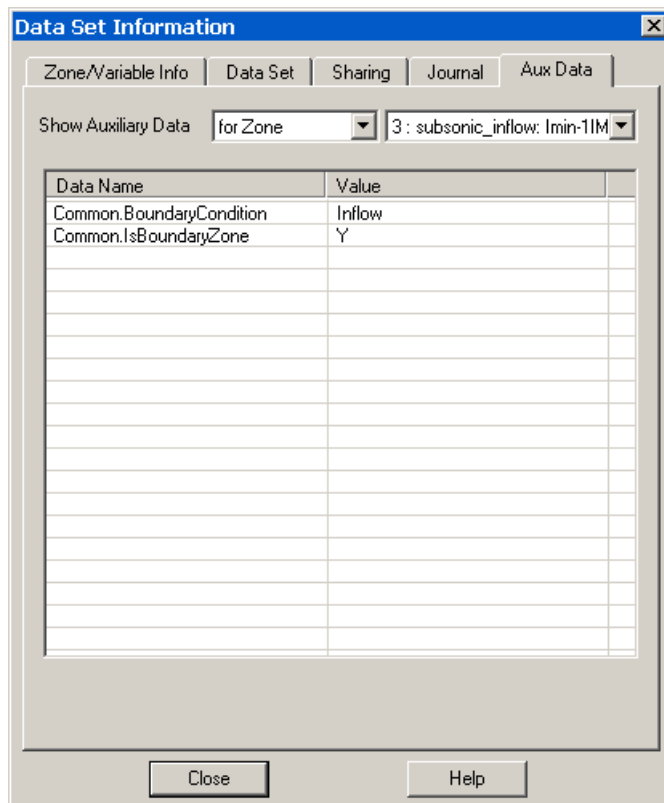 Data Set Information
Zone/Variable Info Data Set Sharing Journal Aux Data
Show Auxiliary Data for Zone 3 : subsonic_inflow: Imin-1IM
Data Name Value
Common.BoundaryCondition Inflow
Common.IsBoundaryZone Y
Close Help